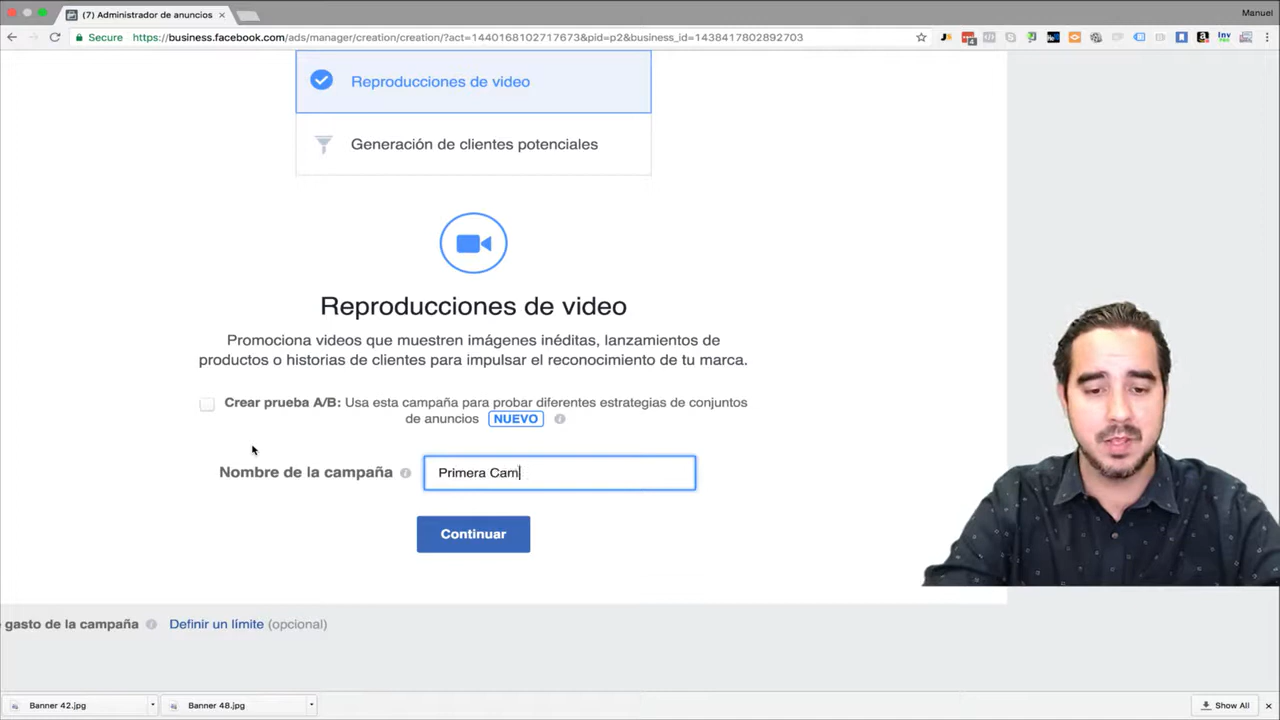 (7) Administrador de anuncios
Manuel
Secure https://business.facebook.com/ads/manager/creation/creation/?act=1440168102717673&pid=p2&business_id=1438417802892703
Reproducciones de video
Generación de clientes potenciales
Reproducciones de video
Promociona videos que muestren imágenes inéditas, lanzamientos de
productos o historias de clientes para impulsar el reconocimiento de tu marca.
Crear prueba A/B: Usa esta campaña para probar diferentes estrategias de conjuntos
de anuncios NUEVO
Nombre de la campaña Primera Cam
Continuar
gasto de la campaña Definir un límite (opcional)
Banner 42.jpg Banner 48.jpg Show All